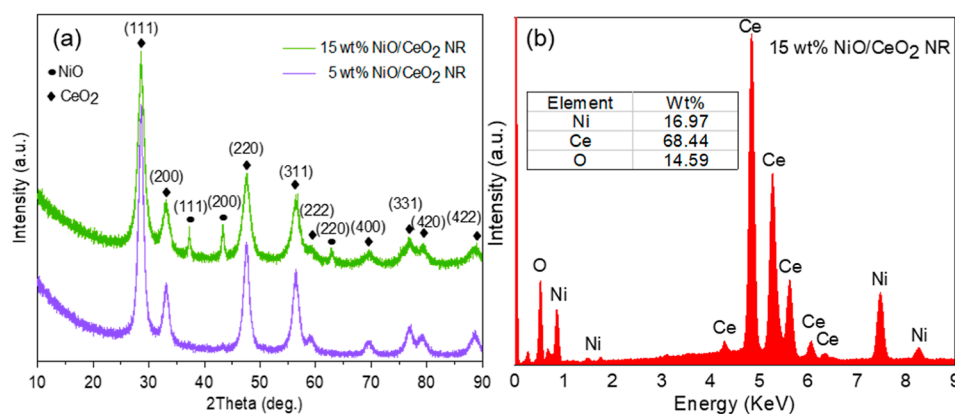 (a)
(111)
15 wt% NiO/CeO₂ NR
5 wt% NiO/CeO₂ NR
NiO
CeO₂
(200)
(111)
(200)
(220)
(311)
(222)
(220)
(400)
(331)
(420)
(422)
Intensity (a.u.)
10 20 30 40 50 60 70 80 90
2Theta (deg.)
(b)
15 wt% NiO/CeO₂ NR
Element Wt%
Ni 16.97
Ce 68.44
O 14.59
Ce
Ce
Ce
Ce
Ce
Ce
O
Ni
Ni
Ni
Ni
Intensity (a.u.)
0 1 2 3 4 5 6 7 8 9
Energy (KeV)